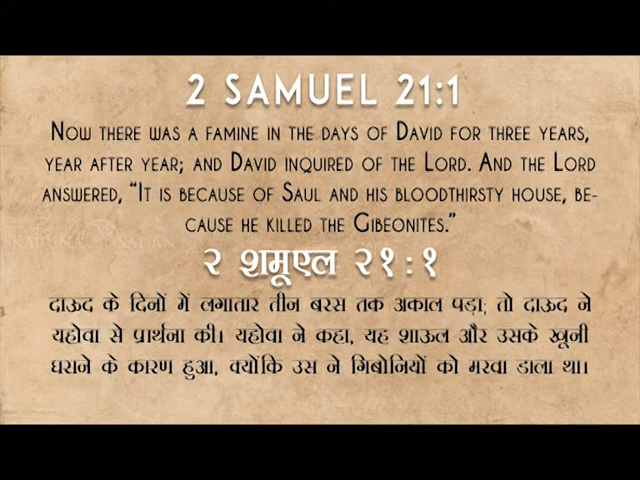 2 SAMUEL 21:1
NOW THERE WAS A FAMINE IN THE DAYS OF DAVID FOR THREE YEARS,
YEAR AFTER YEAR; AND DAVID INQUIRED OF THE LORD. AND THE LORD
ANSWERED, "IT IS BECAUSE OF SAUL AND HIS BLOODTHIRSTY HOUSE, BE-
CAUSE HE KILLED THE GIBEONITES."
२ शमूएल २१:१
दाऊद के दिनों में लगातार तीन बरस तक अकाल पड़ा; तो दाऊद ने
यहोवा से प्रार्थना की। यहोवा ने कहा, यह शाऊल और उसके खूनी
घराने के कारण हुआ, क्योंकि उस ने गिबोनियों को मरवा डाला था।